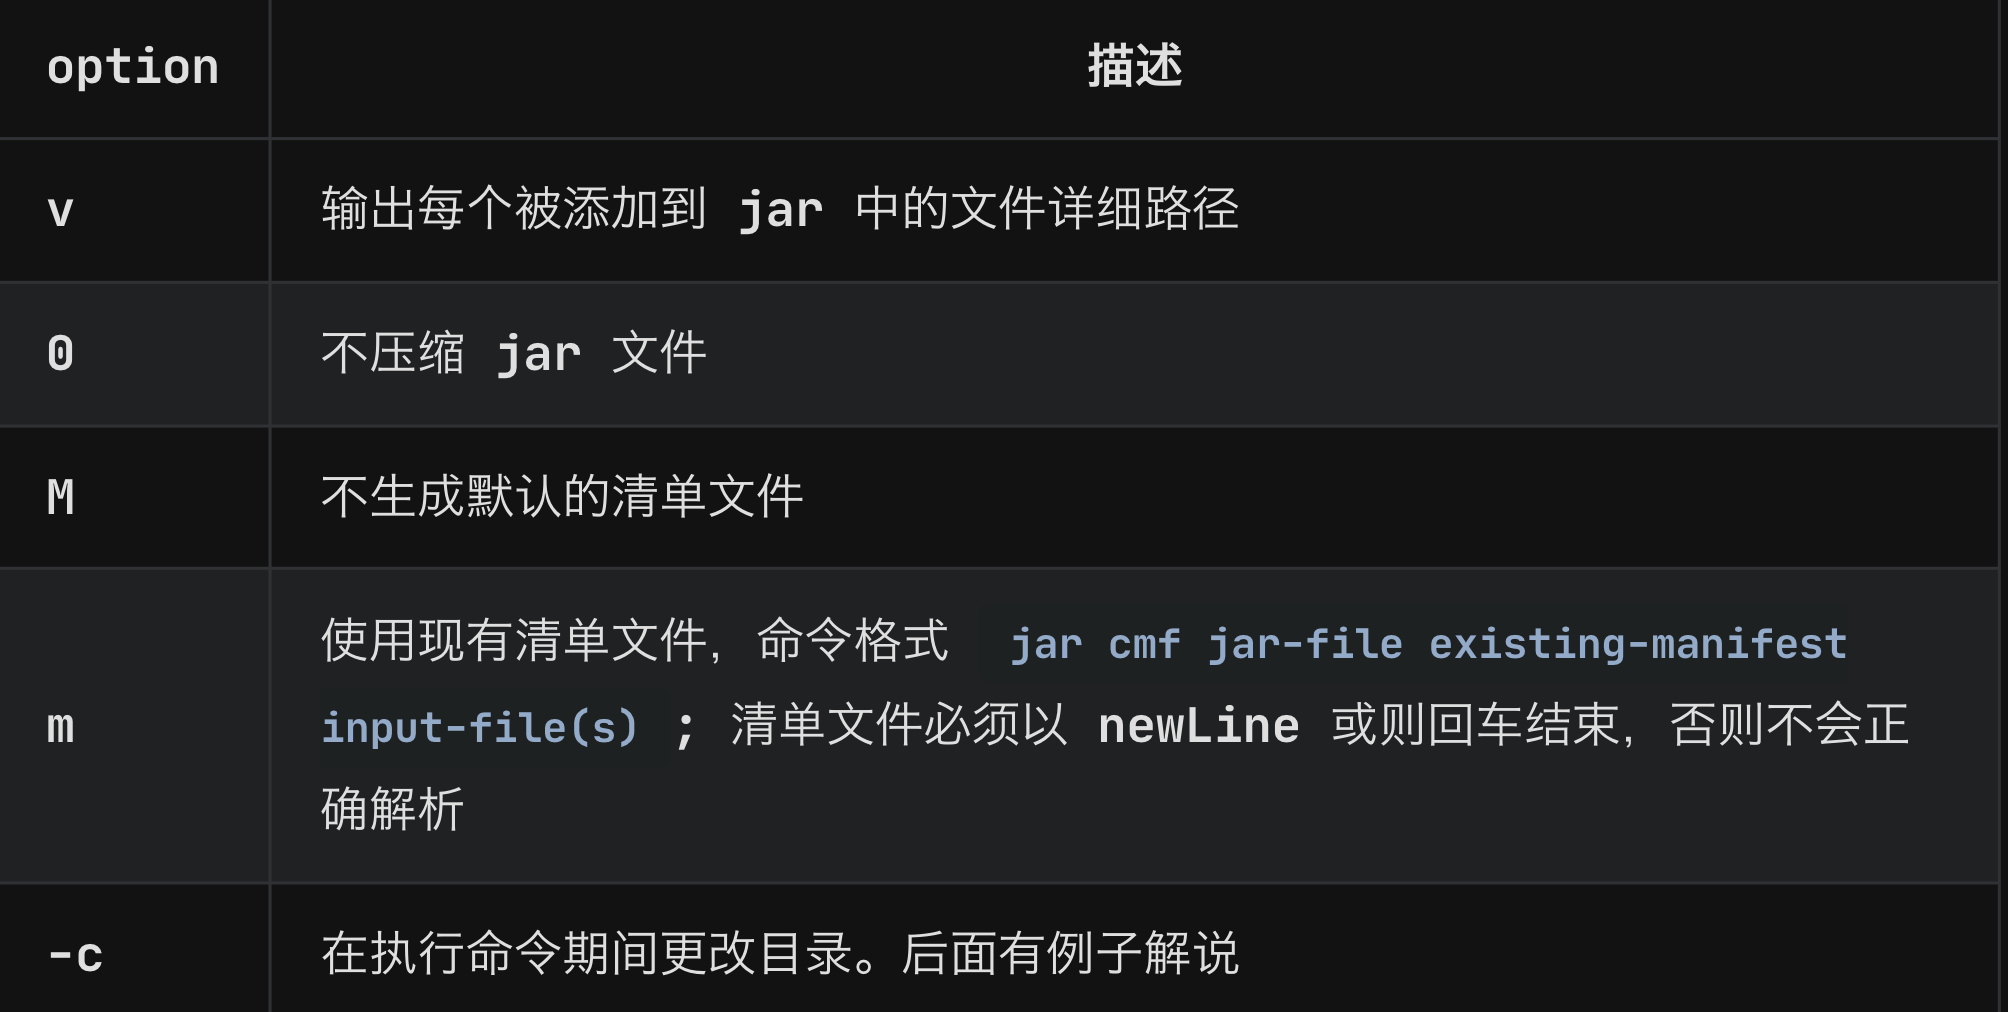 option 描述
v 输出每个被添加到 jar 中的文件详细路径
0 不压缩 jar 文件
M 不生成默认的清单文件
使用现有清单文件，命令格式 jar cmf jar-file existing-manifest
m input-file(s) ; 清单文件必须以 newLine 或则回车结束，否则不会正
确解析
-c 在执行命令期间更改目录。后面有例子解说